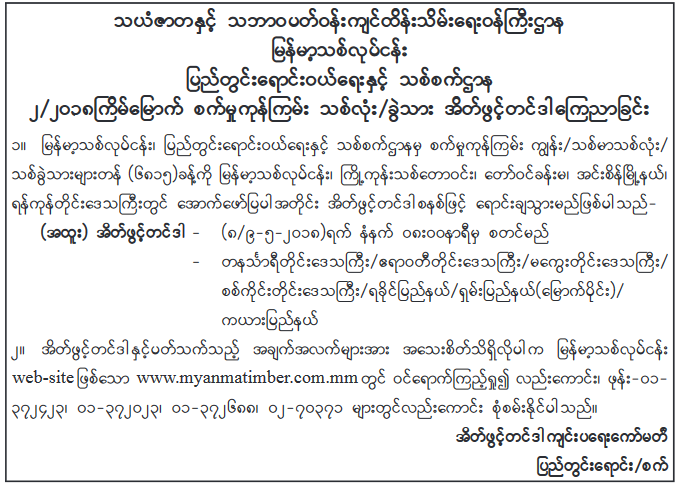 သယံဇာတနှင့် သဘာဝပတ်ဝန်းကျင်ထိန်းသိမ်းရေးဝန်ကြီးဌာန
မြန်မာ့သစ်လုပ်ငန်း
ပြည်တွင်းရောင်းဝယ်ရေးနှင့် သစ်စက်ဌာန
၂/၂၀၁၈ကြိမ်မြောက် စက်မှုကုန်ကြမ်း သစ်လုံး/ခွဲသား အိတ်ဖွင့်တင်ဒါကြေညာခြင်း
၁။ မြန်မာ့သစ်လုပ်ငန်း၊ ပြည်တွင်းရောင်းဝယ်ရေးနှင့် သစ်စက်ဌာနမှ စက်မှုကုန်ကြမ်း ကျွန်း/သစ်မာသစ်လုံး/
သစ်ခွဲသားများတန် (၆၈၁၅)ခန့်ကို မြန်မာ့သစ်လုပ်ငန်း၊ ကြို့ကုန်းသစ်တောဝင်း၊ တော်ဝင်ခန်းမ၊ အင်းစိန်မြို့နယ်၊
ရန်ကုန်တိုင်းဒေသကြီးတွင် အောက်ဖော်ပြပါအတိုင်း အိတ်ဖွင့်တင်ဒါစနစ်ဖြင့် ရောင်းချသွားမည်ဖြစ်ပါသည်-
(အထူး) အိတ်ဖွင့်တင်ဒါ - (၈/၉-၅-၂၀၁၈)ရက် နံနက် ၀၈း၀၀နာရီမှ စတင်မည်
- တနင်္သာရီတိုင်းဒေသကြီး/ဧရာဝတီတိုင်းဒေသကြီး/မကွေးတိုင်းဒေသကြီး/
စစ်ကိုင်းတိုင်းဒေသကြီး/ရခိုင်ပြည်နယ်/ရှမ်းပြည်နယ်(မြောက်ပိုင်း)/
ကယားပြည်နယ်
၂။ အိတ်ဖွင့်တင်ဒါနှင့်ပတ်သက်သည့် အချက်အလက်များအား အသေးစိတ်သိရှိလိုပါက မြန်မာ့သစ်လုပ်ငန်း
web-siteဖြစ်သော www.myanmatimber.com.mmတွင် ဝင်ရောက်ကြည့်ရှု၍ လည်းကောင်း၊ ဖုန်း-၀၁-
၃၇၂၄၂၃၊ ၀၁-၃၇၂၀၂၃၊ ၀၁-၃၇၂၆၈၈၊ ၀၂-၇၀၃၇၁ များတွင်လည်းကောင်း စုံစမ်းနိုင်ပါသည်။
အိတ်ဖွင့်တင်ဒါကျင်းပရေးကော်မတီ
ပြည်တွင်းရောင်း/စက်